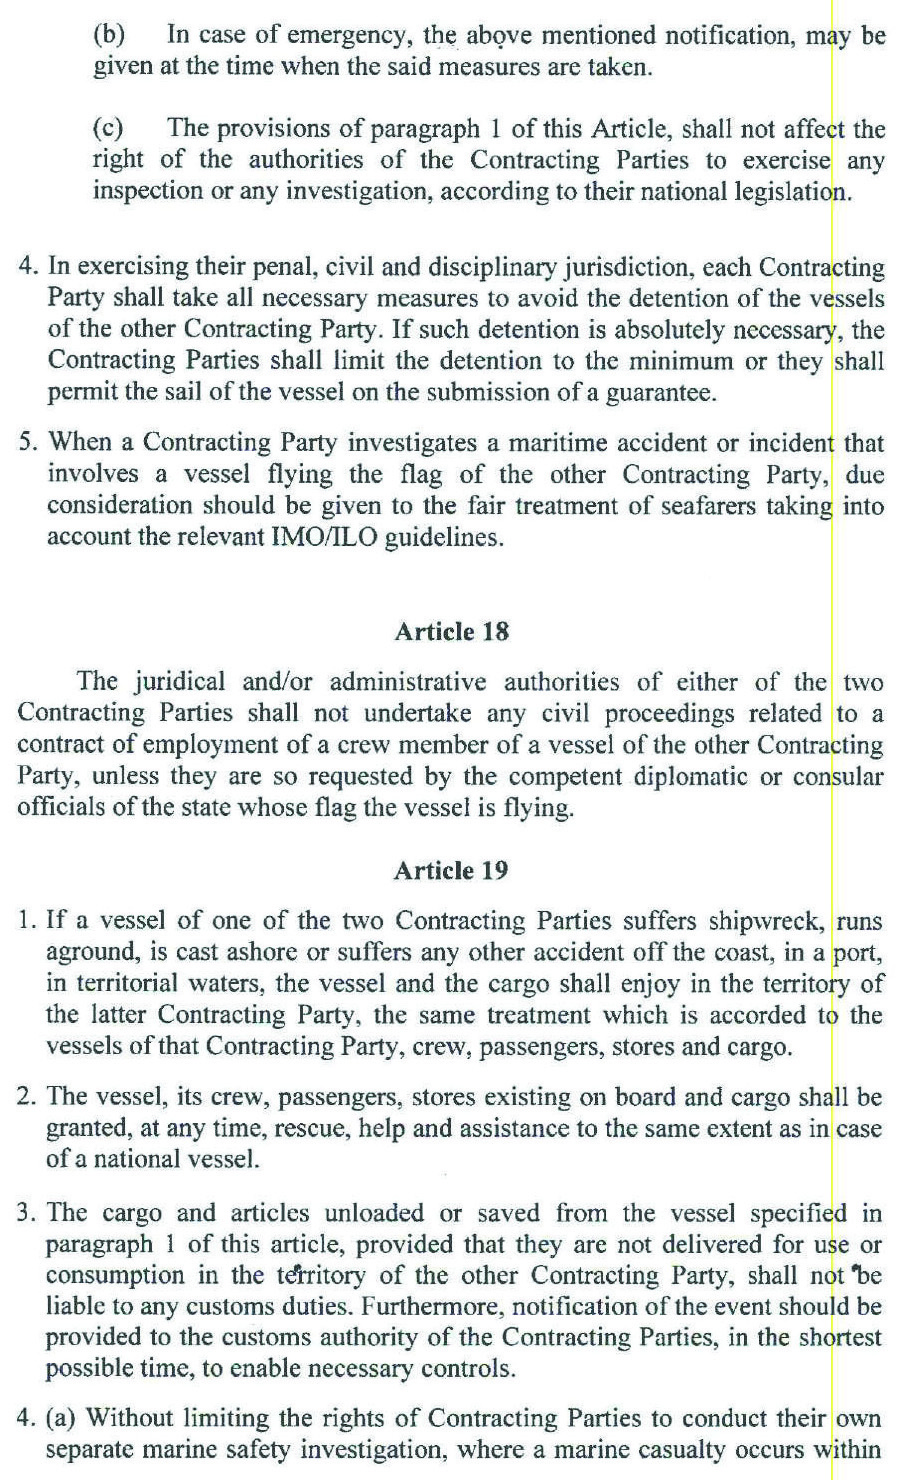 (b) In case of emergency, the above mentioned notification, may be
given at the time when the said measures are taken.
(c) The provisions of paragraph 1 of this Article, shall not affect the
right of the authorities of the Contracting Parties to exercise any
inspection or any investigation, according to their national legislation.
4. In exercising their penal, civil and disciplinary jurisdiction, each Contracting
Party shall take all necessary measures to avoid the detention of the vessels
of the other Contracting Party. If such detention is absolutely necessary, the
Contracting Parties shall limit the detention to the minimum or they shall
permit the sail of the vessel on the submission of a guarantee.
5. When a Contracting Party investigates a maritime accident or incident that
involves a vessel flying the flag of the other Contracting Party, due
consideration should be given to the fair treatment of seafarers taking into
account the relevant IMO/ILO guidelines.
Article 18
The juridical and/or administrative authorities of either of the two
Contracting Parties shall not undertake any civil proceedings related to a
contract of employment of a crew member of a vessel of the other Contracting
Party, unless they are so requested by the competent diplomatic or consular
officials of the state whose flag the vessel is flying.
Article 19
1. If a vessel of one of the two Contracting Parties suffers shipwreck, runs
aground, is cast ashore or suffers any other accident off the coast, in a port,
in territorial waters, the vessel and the cargo shall enjoy in the territory of
the latter Contracting Party, the same treatment which is accorded to the
vessels of that Contracting Party, crew, passengers, stores and cargo.
2. The vessel, its crew, passengers, stores existing on board and cargo shall be
granted, at any time, rescue, help and assistance to the same extent as in case
of a national vessel.
3. The cargo and articles unloaded or saved from the vessel specified in
paragraph 1 of this article, provided that they are not delivered for use or
consumption in the territory of the other Contracting Party, shall not be
liable to any customs duties. Furthermore, notification of the event should be
provided to the customs authority of the Contracting Parties, in the shortest
possible time, to enable necessary controls.
4. (a) Without limiting the rights of Contracting Parties to conduct their own
separate marine safety investigation, where a marine casualty occurs within